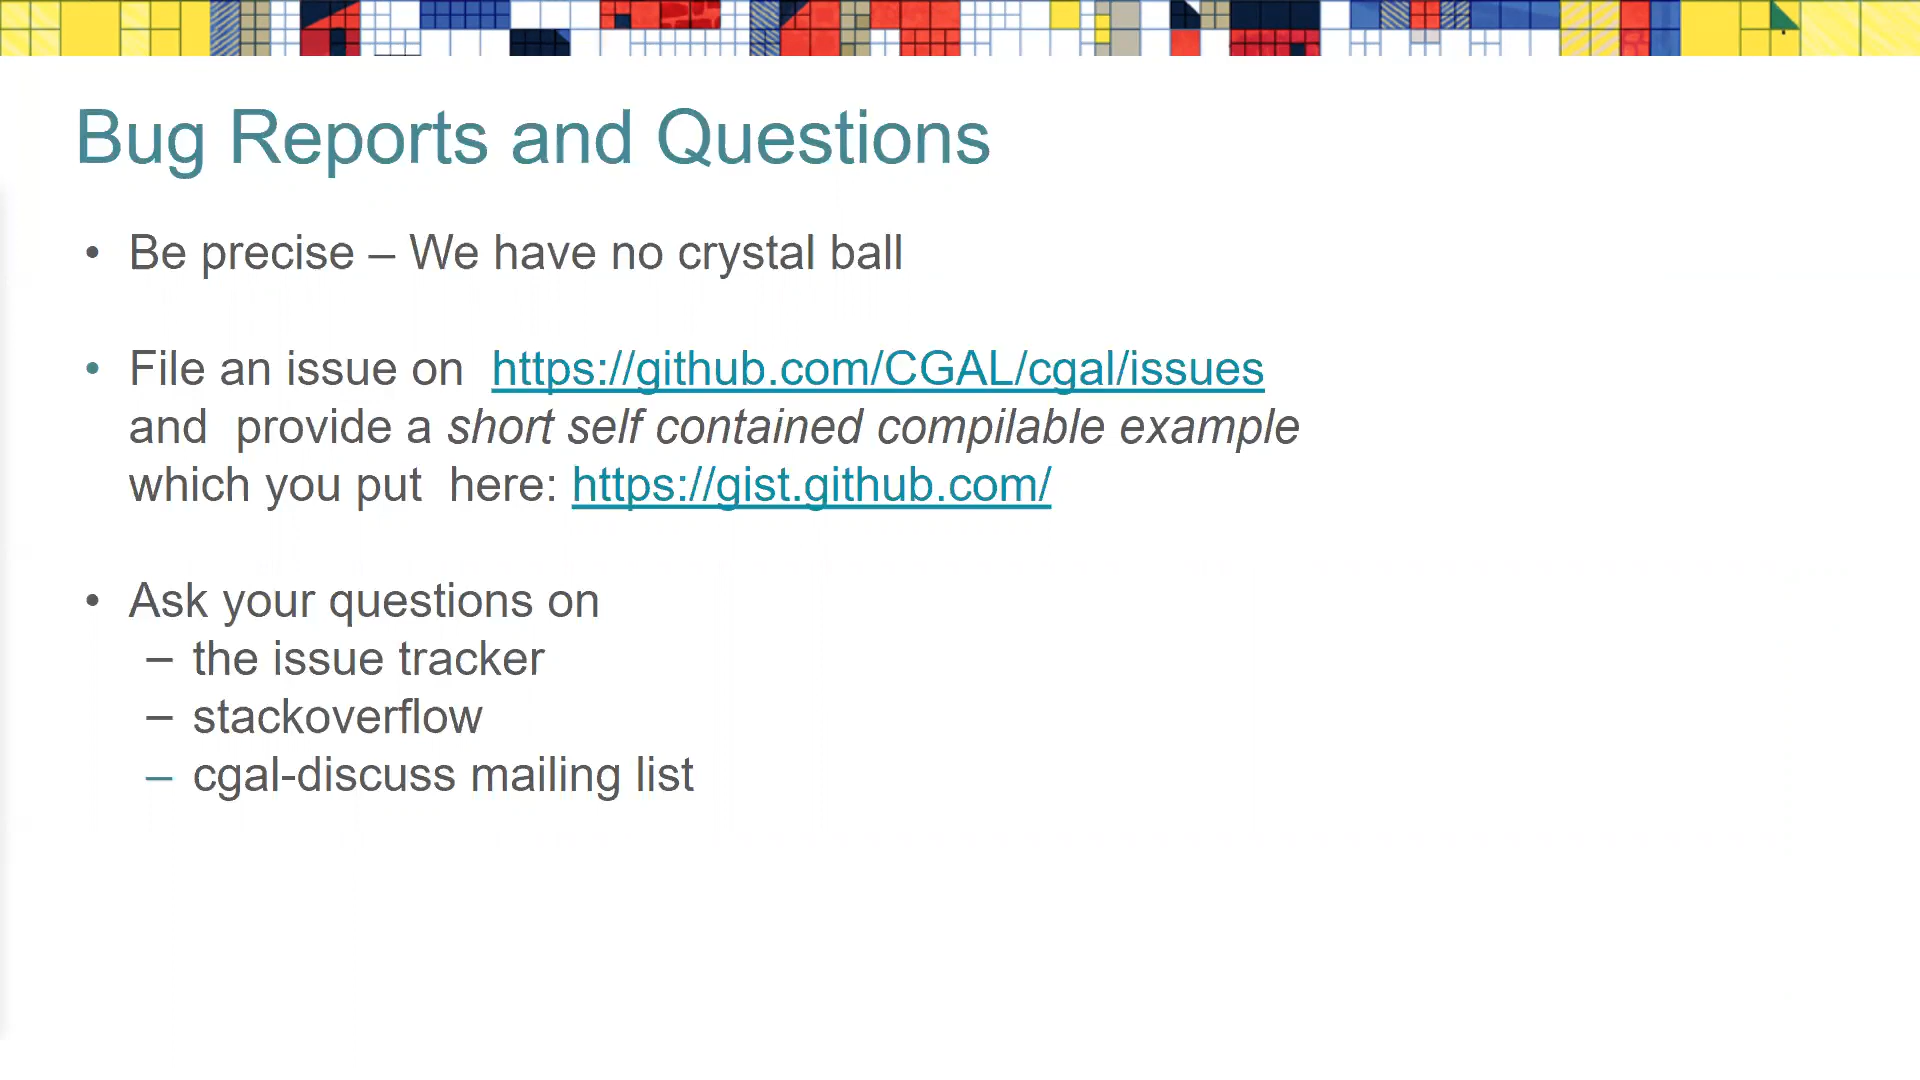 Bug Reports and Questions
• Be precise – We have no crystal ball
• File an issue on https://github.com/CGAL/cgal/issues
and provide a short self contained compilable example
which you put here: https://gist.github.com/
• Ask your questions on
– the issue tracker
– stackoverflow
– cgal-discuss mailing list